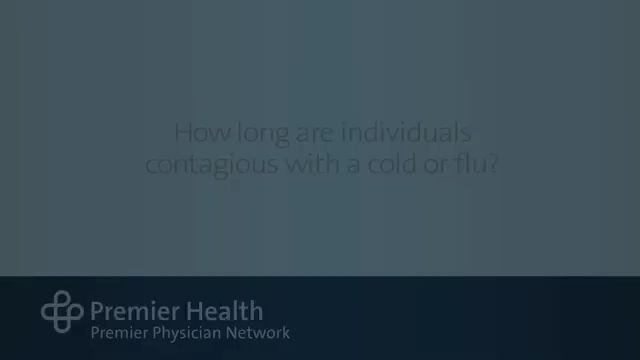 How long are individuals
contagious with a cold or flu?
Premier Health
Premier Physician Network